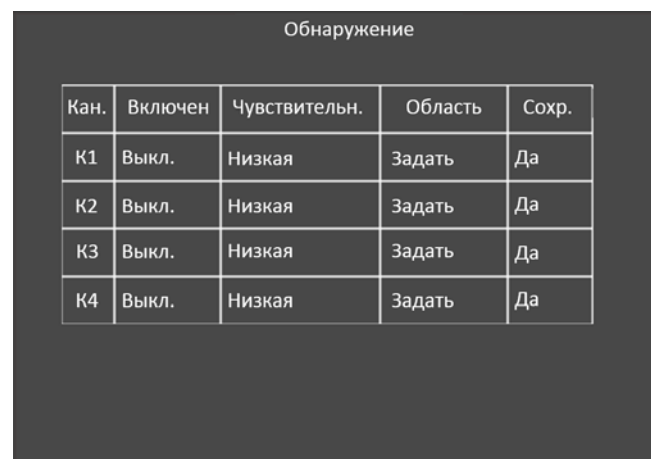 Обнаружение
Кан. Включен Чувствительн. Область Сохр.
К1 Выкл. Низкая Задать Да
К2 Выкл. Низкая Задать Да
К3 Выкл. Низкая Задать Да
К4 Выкл. Низкая Задать Да